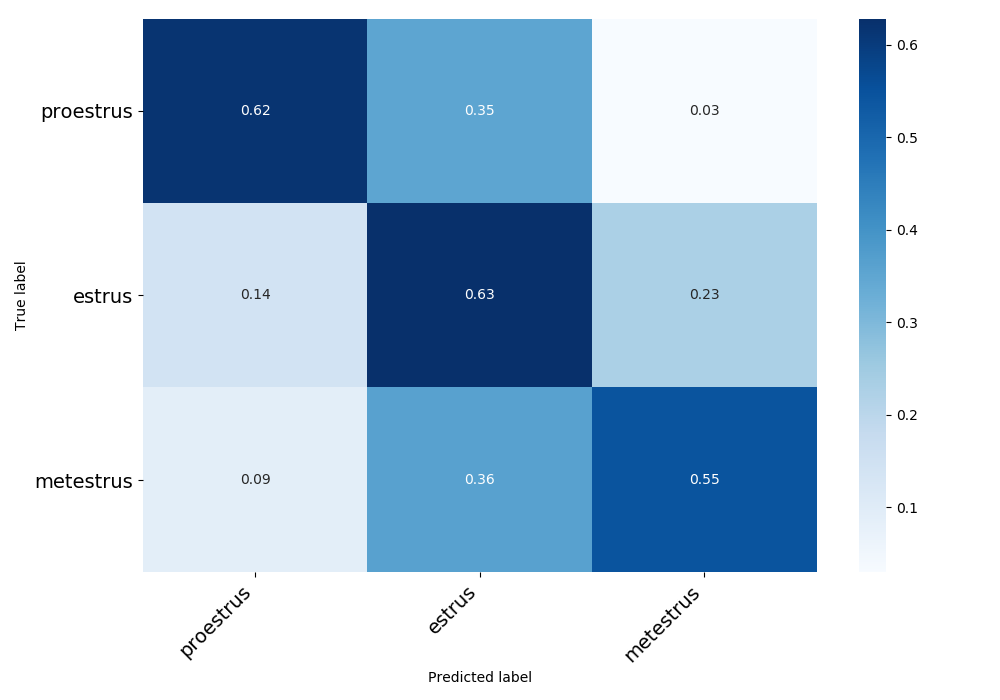 proestrus 0.62 0.35 0.03
estrus 0.14 0.63 0.23
metestrus 0.09 0.36 0.55
True label
proestrus estrus metestrus
Predicted label
0.6
0.5
0.4
0.3
0.2
0.1